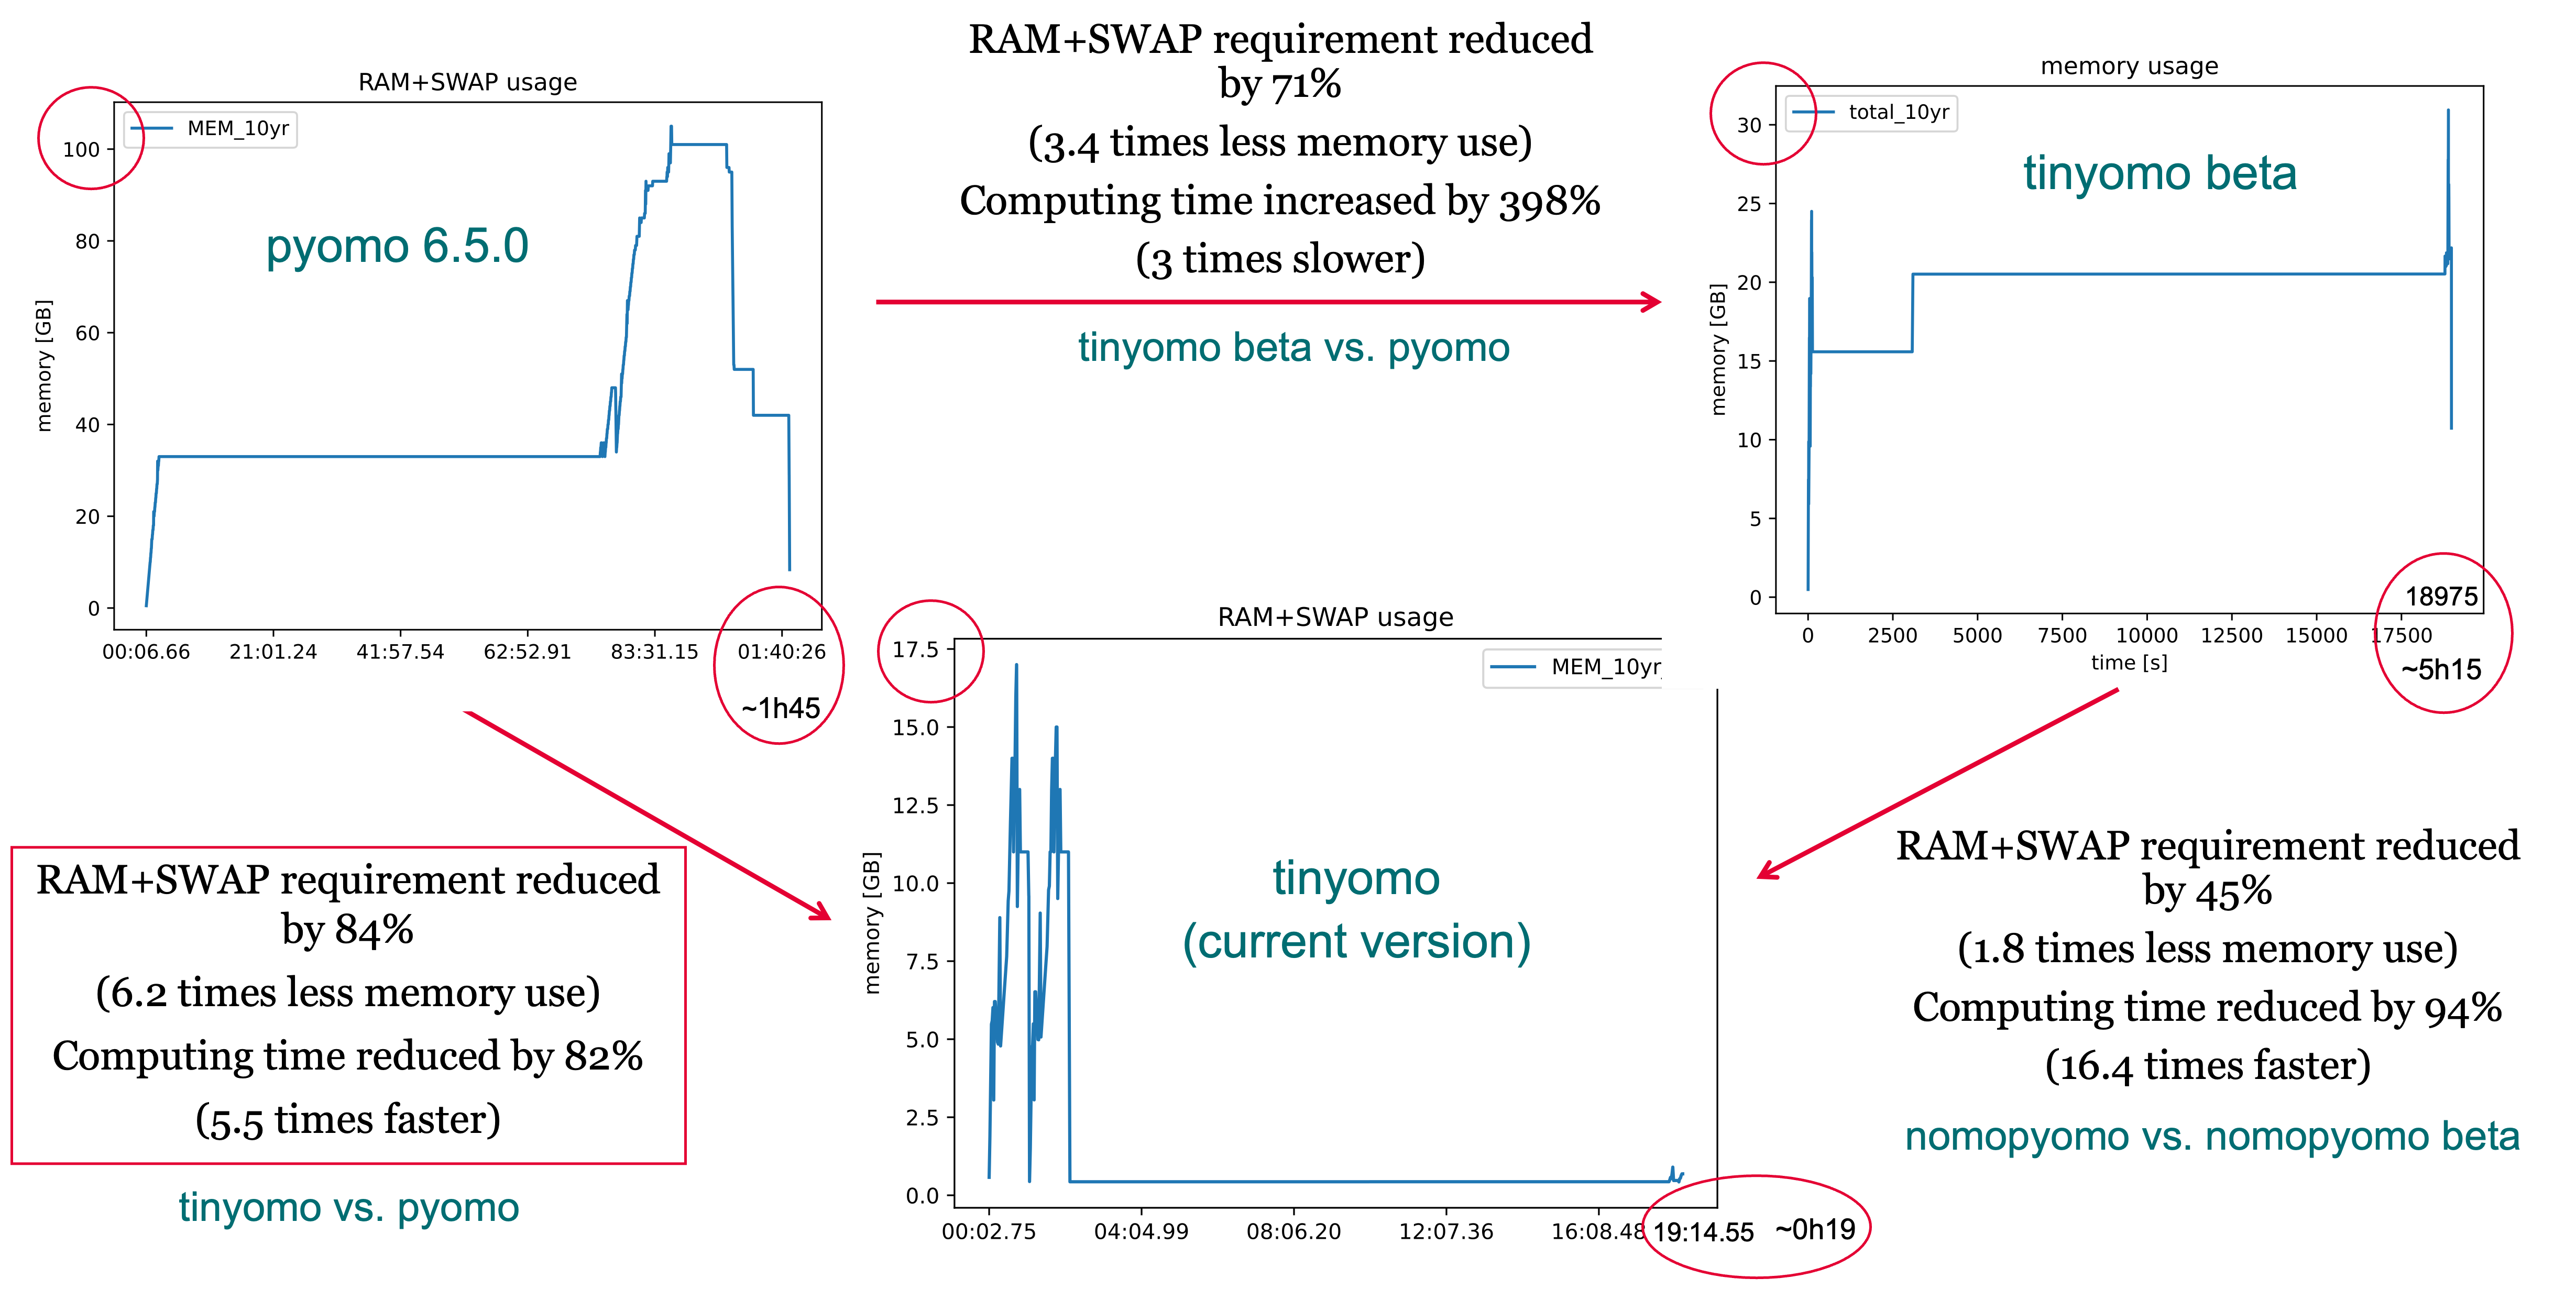 RAM+SWAP usage
MEM_10yr
100
80
60
40
20
0
memory [GB]
pyomo 6.5.0
00:06.66 21:01.24 41:57.54 62:52.91 83:31.15 01:40:26
~1h45
RAM+SWAP requirement reduced
by 71%
(3.4 times less memory use)
Computing time increased by 398%
(3 times slower)
tinyomo beta vs. pyomo
memory usage
total_10yr
30
25
20
15
10
5
0
memory [GB]
tinyomo beta
18975
0 2500 5000 7500 10000 12500 15000 17500
time [s]
~5h15
RAM+SWAP usage
MEM_10yr
17.5
15.0
12.5
10.0
7.5
5.0
2.5
0.0
memory [GB]
tinyomo
(current version)
00:02.75 04:04.99 08:06.20 12:07.36 16:08.48 19:14.55 ~0h19
RAM+SWAP requirement reduced
by 84%
(6.2 times less memory use)
Computing time reduced by 82%
(5.5 times faster)
tinyomo vs. pyomo
RAM+SWAP requirement reduced
by 45%
(1.8 times less memory use)
Computing time reduced by 94%
(16.4 times faster)
nomopyomo vs. nomopyomo beta